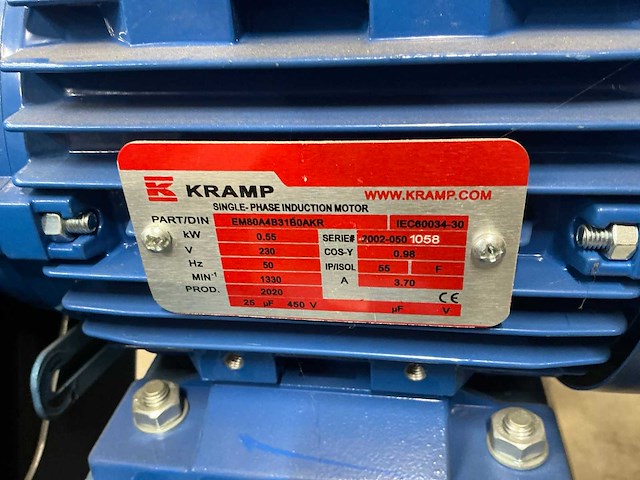 KRAMP
WWW.KRAMP.COM
SINGLE- PHASE INDUCTION MOTOR
PART/DIN EM80A4B31B0AKR IEC60034-30
kW 0.55 SERIE# 2002-050 1058
V 230 COS-Y 0.98
Hz 50 IP/ISOL 55 F
MIN⁻¹ 1330 A 3.70
PROD. 2020
25 µF 450 V µF V CE